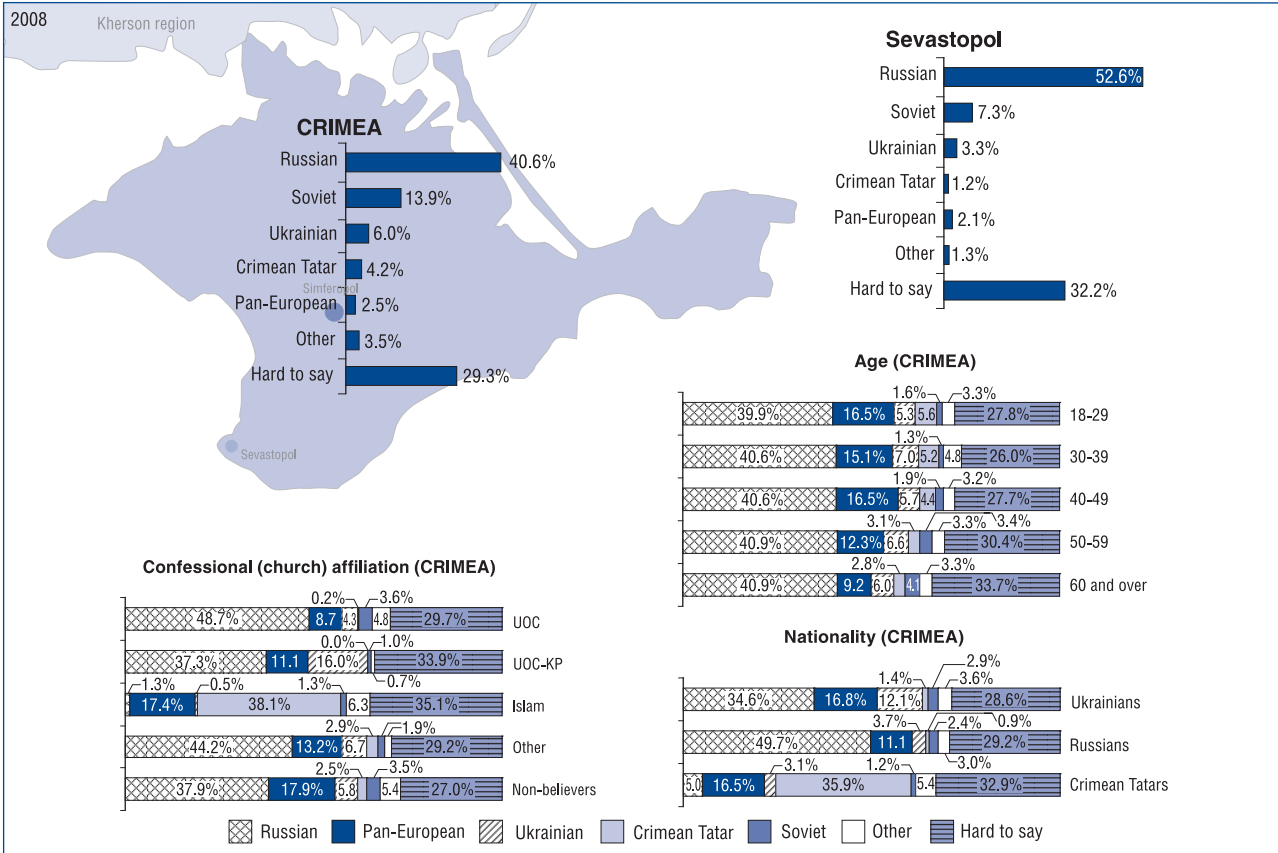 2008
Kherson region
Sevastopol
Russian 52.6%
Soviet 7.3%
Ukrainian 3.3%
Crimean Tatar 1.2%
Pan-European 2.1%
Other 1.3%
Hard to say 32.2%
CRIMEA
Russian 40.6%
Soviet 13.9%
Ukrainian 6.0%
Crimean Tatar 4.2%
Simferopol
Pan-European 2.5%
Other 3.5%
Hard to say 29.3%
Sevastopol
Age (CRIMEA)
1.6% 3.3%
39.9% 16.5% 5.3 5.6 27.8% 18-29
1.3%
40.6% 15.1% 7.0 5.2 4.8 26.0% 30-39
1.9% 3.2%
40.6% 16.5% 5.7 4.4 27.7% 40-49
3.1% 3.3% 3.4%
40.9% 12.3% 6.6 30.4% 50-59
2.8% 3.3%
40.9% 9.2 6.0 4.1 33.7% 60 and over
Confessional (church) affiliation (CRIMEA)
0.2% 3.6%
48.7% 8.7 4.3 4.8 29.7% UOC
0.0% 1.0%
37.3% 11.1 16.0% 33.9% UOC-KP
0.7%
1.3% 0.5% 1.3%
17.4% 38.1% 6.3 35.1% Islam
2.9% 1.9%
44.2% 13.2% 6.7 29.2% Other
2.5% 3.5%
37.9% 17.9% 5.8 5.4 27.0% Non-believers
Nationality (CRIMEA)
2.9%
1.4% 3.6%
34.6% 16.8% 12.1% 28.6% Ukrainians
3.7% 2.4% 0.9%
49.7% 11.1 29.2% Russians
3.0%
3.1% 1.2%
5.0 16.5% 35.9% 5.4 32.9% Crimean Tatars
Russian Pan-European Ukrainian Crimean Tatar Soviet Other Hard to say